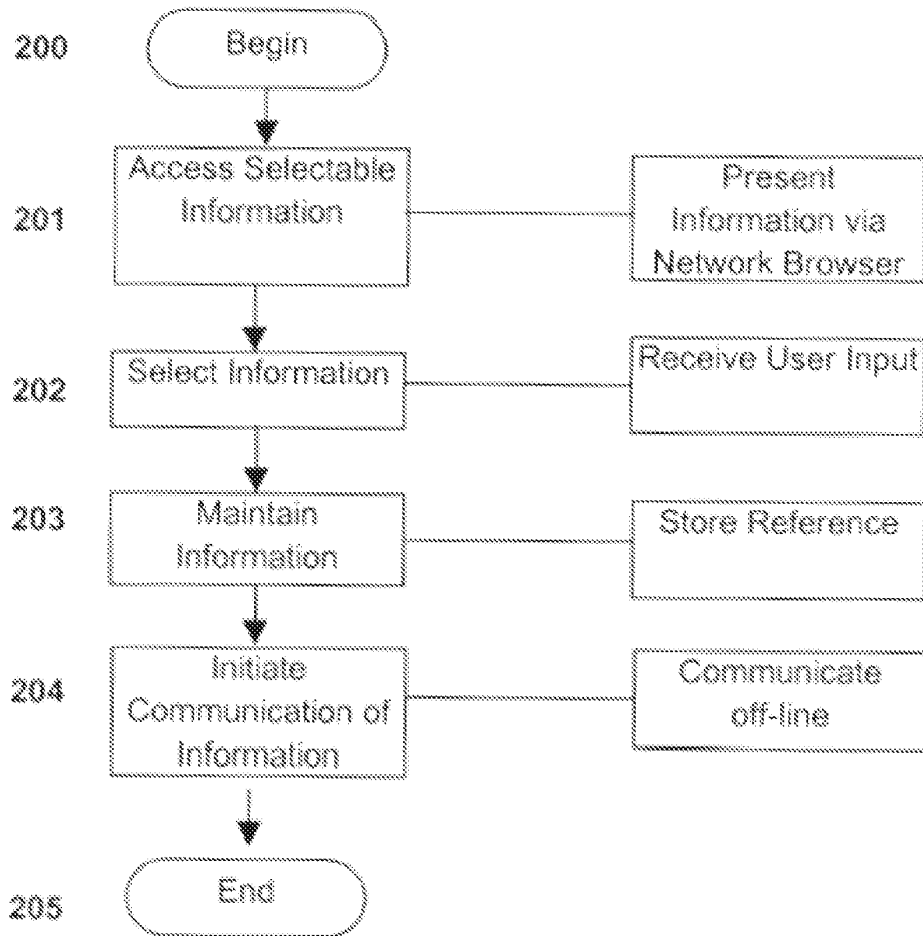 200
Begin
Access Selectable
Information
201
Present
Information via
Network Browser
202
Select Information
Receive User Input
203
Maintain
Information
Store Reference
204
Initiate
Communication of
Information
Communicate
off-line
End
205